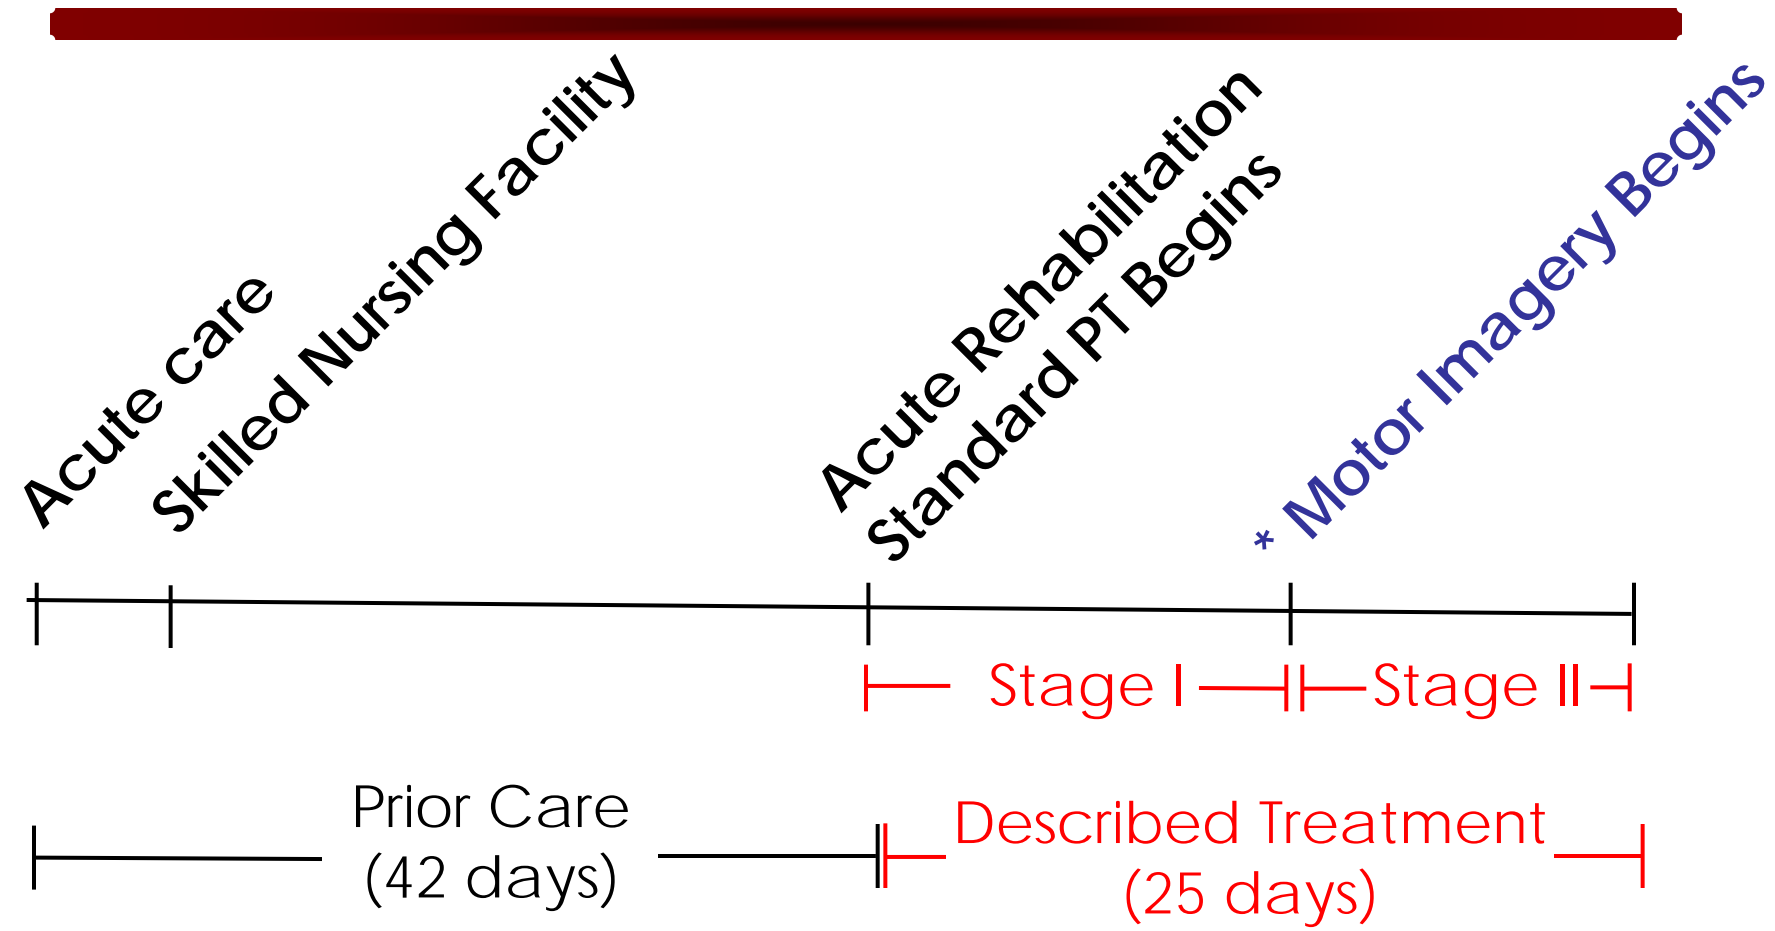 Acute care
Skilled Nursing Facility
Acute Rehabilitation
Standard PT Begins
* Motor Imagery Begins
Stage I
Stage II
Prior Care
(42 days)
Described Treatment
(25 days)